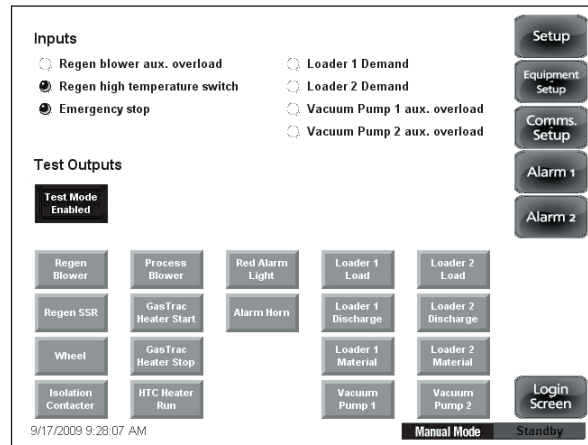 Inputs
Regen blower aux. overload
Regen high temperature switch
Emergency stop
Loader 1 Demand
Loader 2 Demand
Vacuum Pump 1 aux. overload
Vacuum Pump 2 aux. overload
Test Outputs
Test Mode
Enabled
Regen
Blower
Process
Blower
Red Alarm
Light
Loader 1
Load
Loader 2
Load
Regen SSR
GasTrac
Heater Start
Alarm Horn
Loader 1
Discharge
Loader 2
Discharge
Wheel
GasTrac
Heater Stop
Loader 1
Material
Loader 2
Material
Isolation
Contacter
HTC Heater
Run
Vacuum
Pump 1
Vacuum
Pump 2
Setup
Equipment
Setup
Comms.
Setup
Alarm 1
Alarm 2
Login
Screen
9/17/2009 9:28:07 AM
Manual Mode
Standby